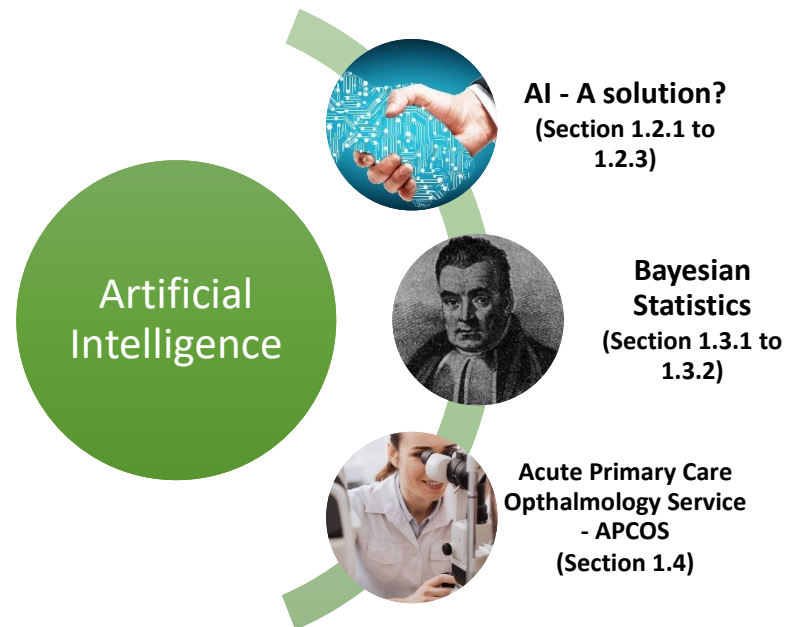 Artificial
Intelligence
AI - A solution?
(Section 1.2.1 to
1.2.3)
Bayesian
Statistics
(Section 1.3.1 to
1.3.2)
Acute Primary Care
Opthalmology Service
- APCOS
(Section 1.4)